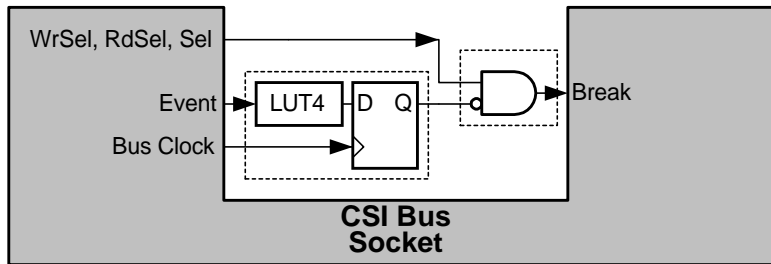 WrSel, RdSel, Sel
Event
LUT4
D
Q
Break
Bus Clock
CSI Bus
Socket